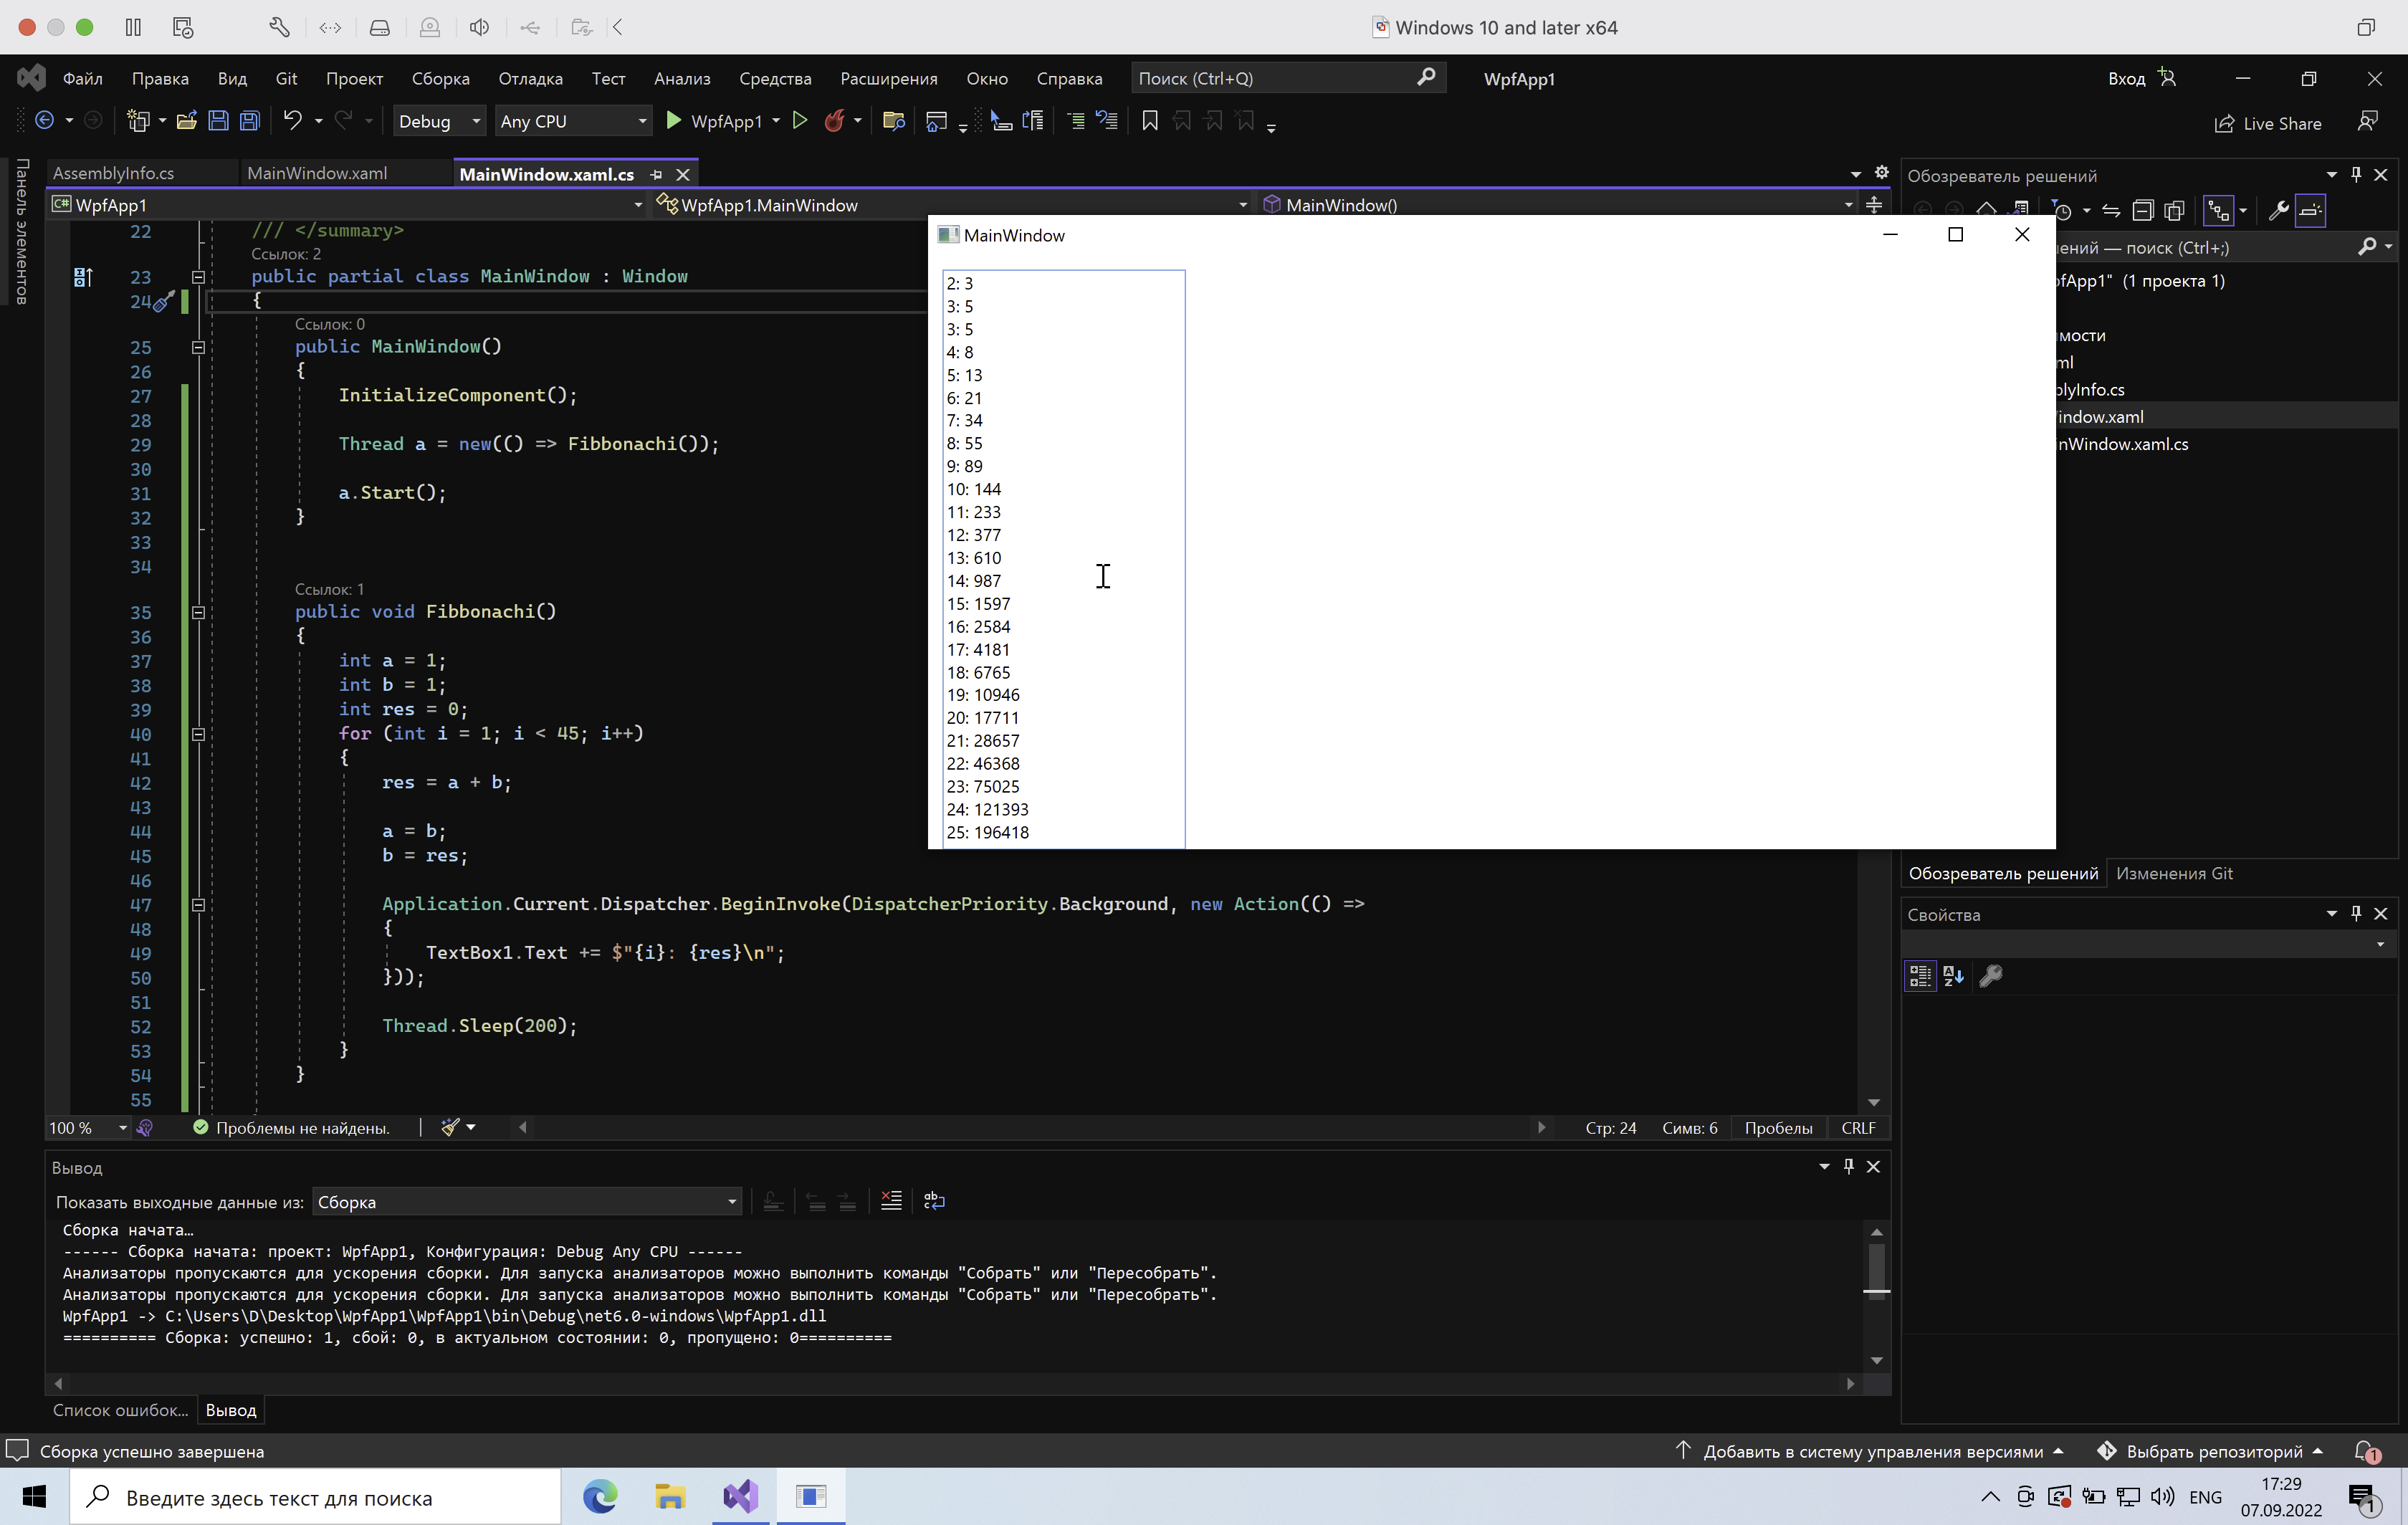 Windows 10 and later x64
Файл Правка Вид Git Проект Сборка Отладка Тест Анализ Средства Расширения Окно Справка Поиск (Ctrl+Q) WpfApp1 Вход
Debug Any CPU WpfApp1 Live Share
Панель элементов
AssemblyInfo.cs MainWindow.xaml MainWindow.xaml.cs
WpfApp1 WpfApp1.MainWindow MainWindow()
22 /// </summary>
Ссылок: 2
23 public partial class MainWindow : Window
24 {
Ссылок: 0
25 public MainWindow()
26 {
27 InitializeComponent();
28
29 Thread a = new(() => Fibbonachi());
30
31 a.Start();
32 }
33
34
Ссылок: 1
35 public void Fibbonachi()
36 {
37 int a = 1;
38 int b = 1;
39 int res = 0;
40 for (int i = 1; i < 45; i++)
41 {
42 res = a + b;
43
44 a = b;
45 b = res;
46
47 Application.Current.Dispatcher.BeginInvoke(DispatcherPriority.Background, new Action(() =>
48 {
49 TextBox1.Text += $"{i}: {res}\n";
50 }));
51
52 Thread.Sleep(200);
53 }
54 }
55
100 % Проблемы не найдены. Стр: 24 Симв: 6 Пробелы CRLF
MainWindow
2: 3
3: 5
3: 5
4: 8
5: 13
6: 21
7: 34
8: 55
9: 89
10: 144
11: 233
12: 377
13: 610
14: 987
15: 1597
16: 2584
17: 4181
18: 6765
19: 10946
20: 17711
21: 28657
22: 46368
23: 75025
24: 121393
25: 196418
Обозреватель решений
ений — поиск (Ctrl+;)
fApp1" (1 проекта 1)
мости
ml
blyInfo.cs
indow.xaml
inWindow.xaml.cs
Обозреватель решений Изменения Git
Свойства
Вывод
Показать выходные данные из: Сборка
Сборка начата…
------ Сборка начата: проект: WpfApp1, Конфигурация: Debug Any CPU ------
Анализаторы пропускаются для ускорения сборки. Для запуска анализаторов можно выполнить команды "Собрать" или "Пересобрать".
Анализаторы пропускаются для ускорения сборки. Для запуска анализаторов можно выполнить команды "Собрать" или "Пересобрать".
WpfApp1 -> C:\Users\D\Desktop\WpfApp1\WpfApp1\bin\Debug\net6.0-windows\WpfApp1.dll
========== Сборка: успешно: 1, сбой: 0, в актуальном состоянии: 0, пропущено: 0==========
Список ошибок... Вывод
Сборка успешно завершена Добавить в систему управления версиями Выбрать репозиторий 1
Введите здесь текст для поиска ENG 17:29
07.09.2022 1